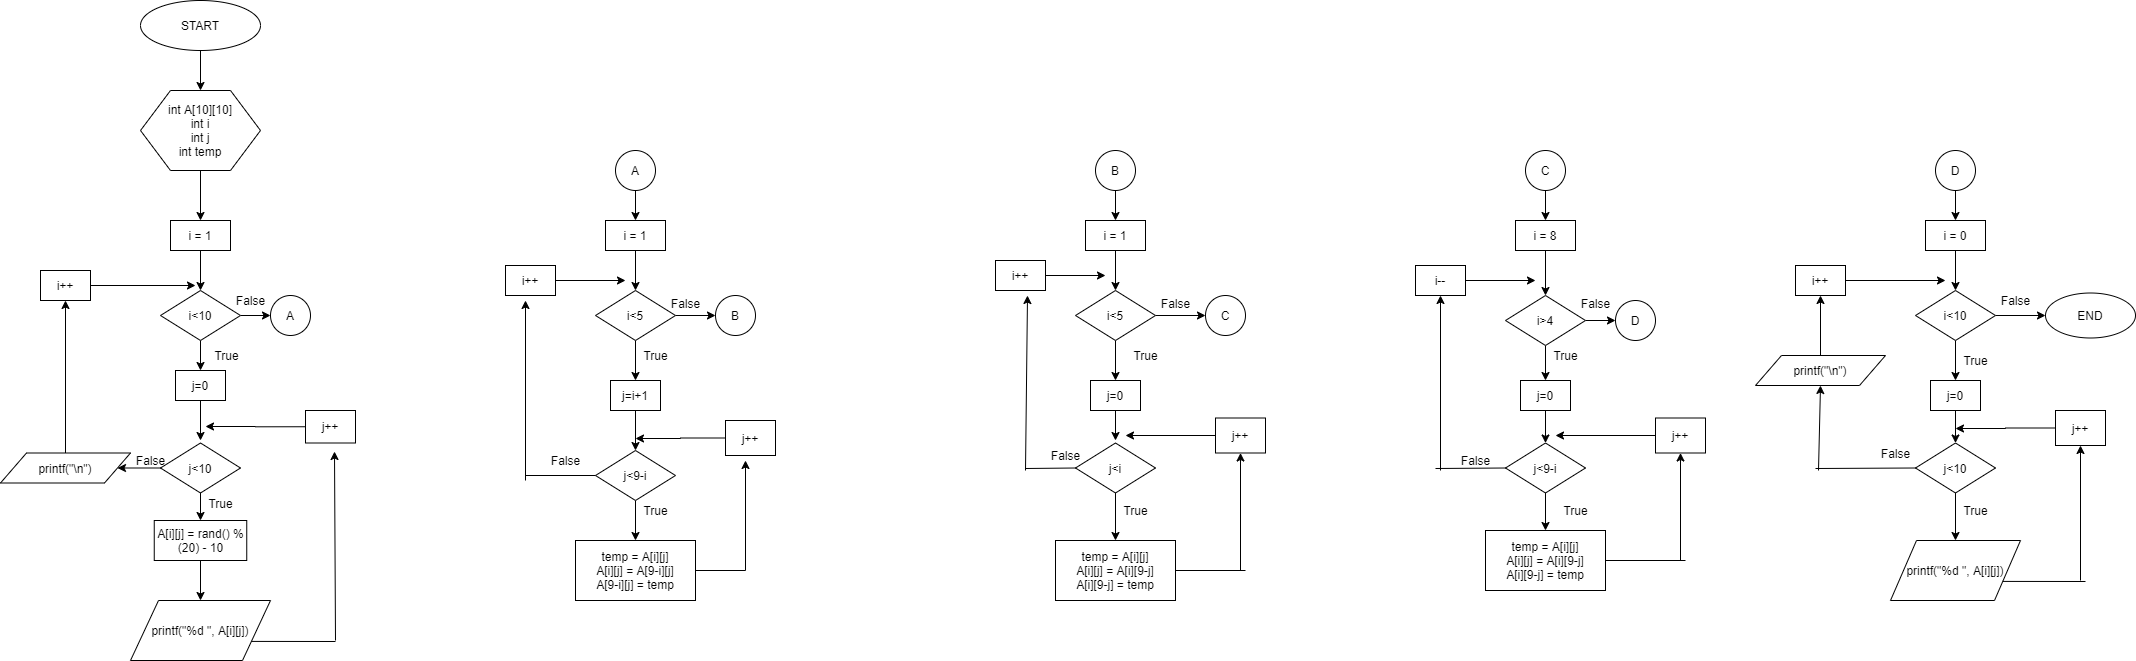 START
int A[10][10]
int i
int j
int temp
i = 1
i++
i<10
False
A
True
j=0
j++
printf("\n")
False
j<10
True
A[i][j] = rand() %
(20) - 10
printf("%d ", A[i][j])
A
i = 1
i++
i<5
False
B
True
j=i+1
j++
False
j<9-i
True
temp = A[i][j]
A[i][j] = A[9-i][j]
A[9-i][j] = temp
B
i = 1
i++
i<5
False
C
True
j=0
j++
False
j<i
True
temp = A[i][j]
A[i][j] = A[i][9-j]
A[i][9-j] = temp
C
i = 8
i--
i>4
False
D
True
j=0
j++
False
j<9-i
True
temp = A[i][j]
A[i][j] = A[i][9-j]
A[i][9-j] = temp
D
i = 0
i++
i<10
False
END
True
printf("\n")
j=0
j++
False
j<10
True
printf("%d ", A[i][j])